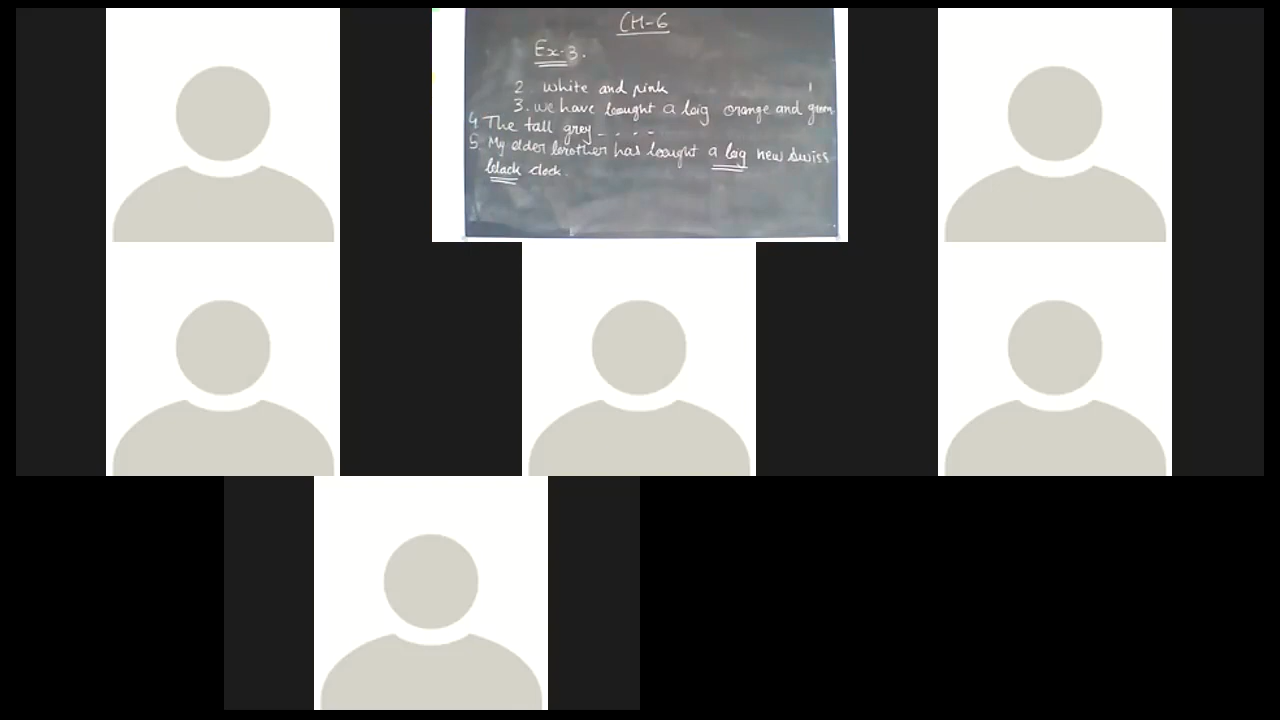 CH-6
Ex-3.
2 white and pink
3. we have bought a big orange and green
4 The tall grey - - - -
5. My elder brother has bought a big new Swiss
black clock.